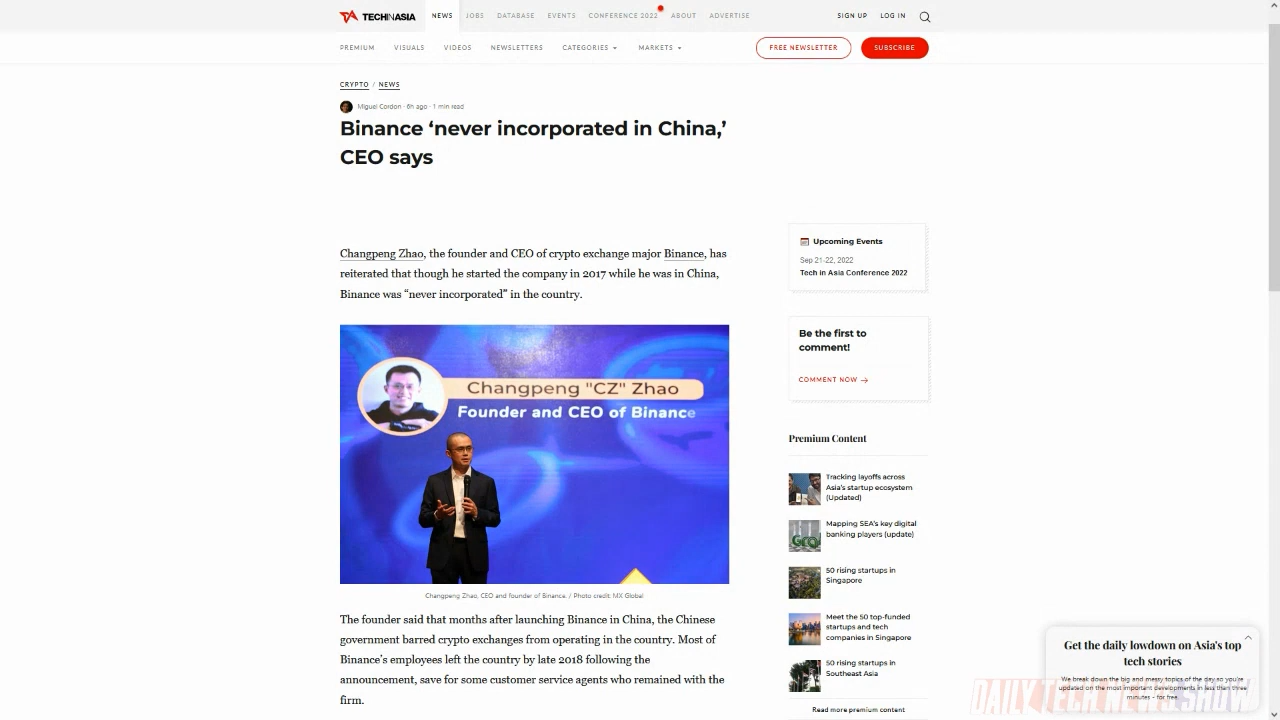 TECHINASIA NEWS JOBS DATABASE EVENTS CONFERENCE 2022 ABOUT ADVERTISE SIGN UP LOG IN
PREMIUM VISUALS VIDEOS NEWSLETTERS CATEGORIES MARKETS FREE NEWSLETTER SUBSCRIBE
CRYPTO / NEWS
Miguel Cordon · 6h ago · 1 min read
Binance ‘never incorporated in China,’
CEO says
Changpeng Zhao, the founder and CEO of crypto exchange major Binance, has
reiterated that though he started the company in 2017 while he was in China,
Binance was “never incorporated” in the country.
Changpeng "CZ" Zhao
Founder and CEO of Binance
Changpeng Zhao, CEO and founder of Binance. / Photo credit: MX Global
The founder said that months after launching Binance in China, the Chinese
government barred crypto exchanges from operating in the country. Most of
Binance’s employees left the country by late 2018 following the
announcement, save for some customer service agents who remained with the
firm.
Upcoming Events
Sep 21-22, 2022
Tech in Asia Conference 2022
Be the first to
comment!
COMMENT NOW →
Premium Content
Tracking layoffs across
Asia’s startup ecosystem
(Updated)
Mapping SEA’s key digital
banking players (update)
50 rising startups in
Singapore
Meet the 50 top-funded
startups and tech
companies in Singapore
50 rising startups in
Southeast Asia
Read more premium content
Get the daily lowdown on Asia's top
tech stories
We break down the big and messy topics of the day so you're
updated on the most important developments in less than three
minutes - for free.
DAILY TECH NEWS SHOW